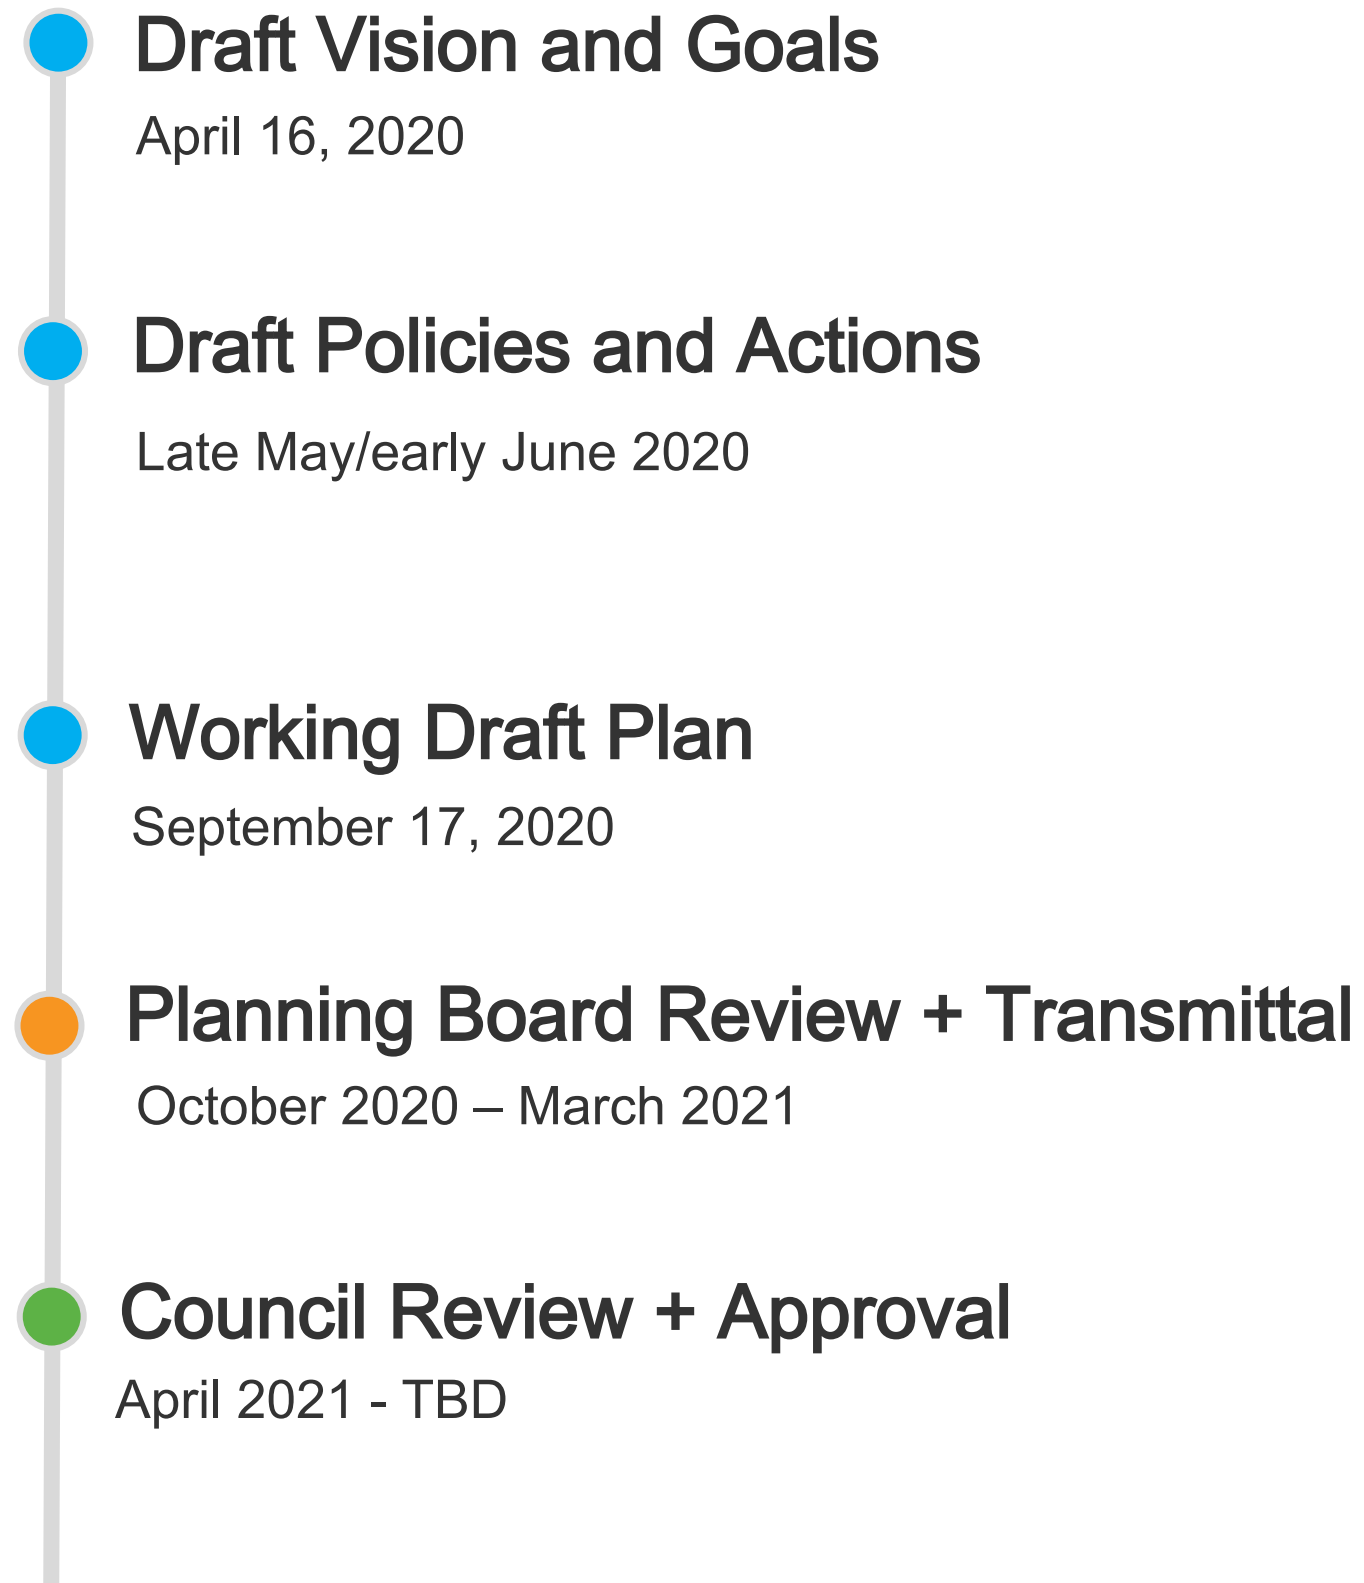 Draft Vision and Goals
April 16, 2020
Draft Policies and Actions
Late May/early June 2020
Working Draft Plan
September 17, 2020
Planning Board Review + Transmittal
October 2020 – March 2021
Council Review + Approval
April 2021 - TBD